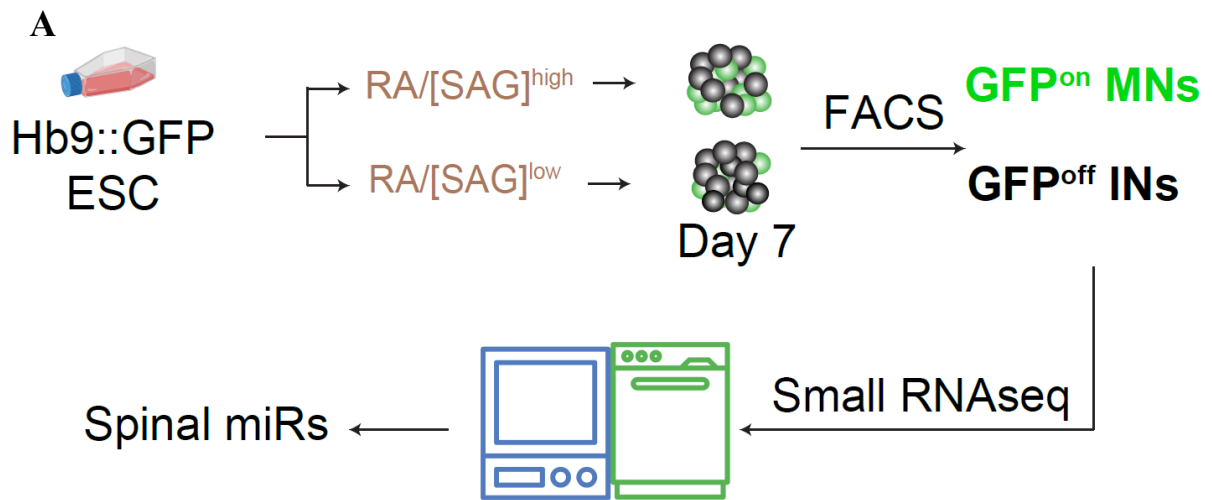 A
Hb9::GFP
ESC
RA/[SAG]high
RA/[SAG]low
Day 7
FACS
GFPon MNs
GFPoff INs
Small RNAseq
Spinal miRs